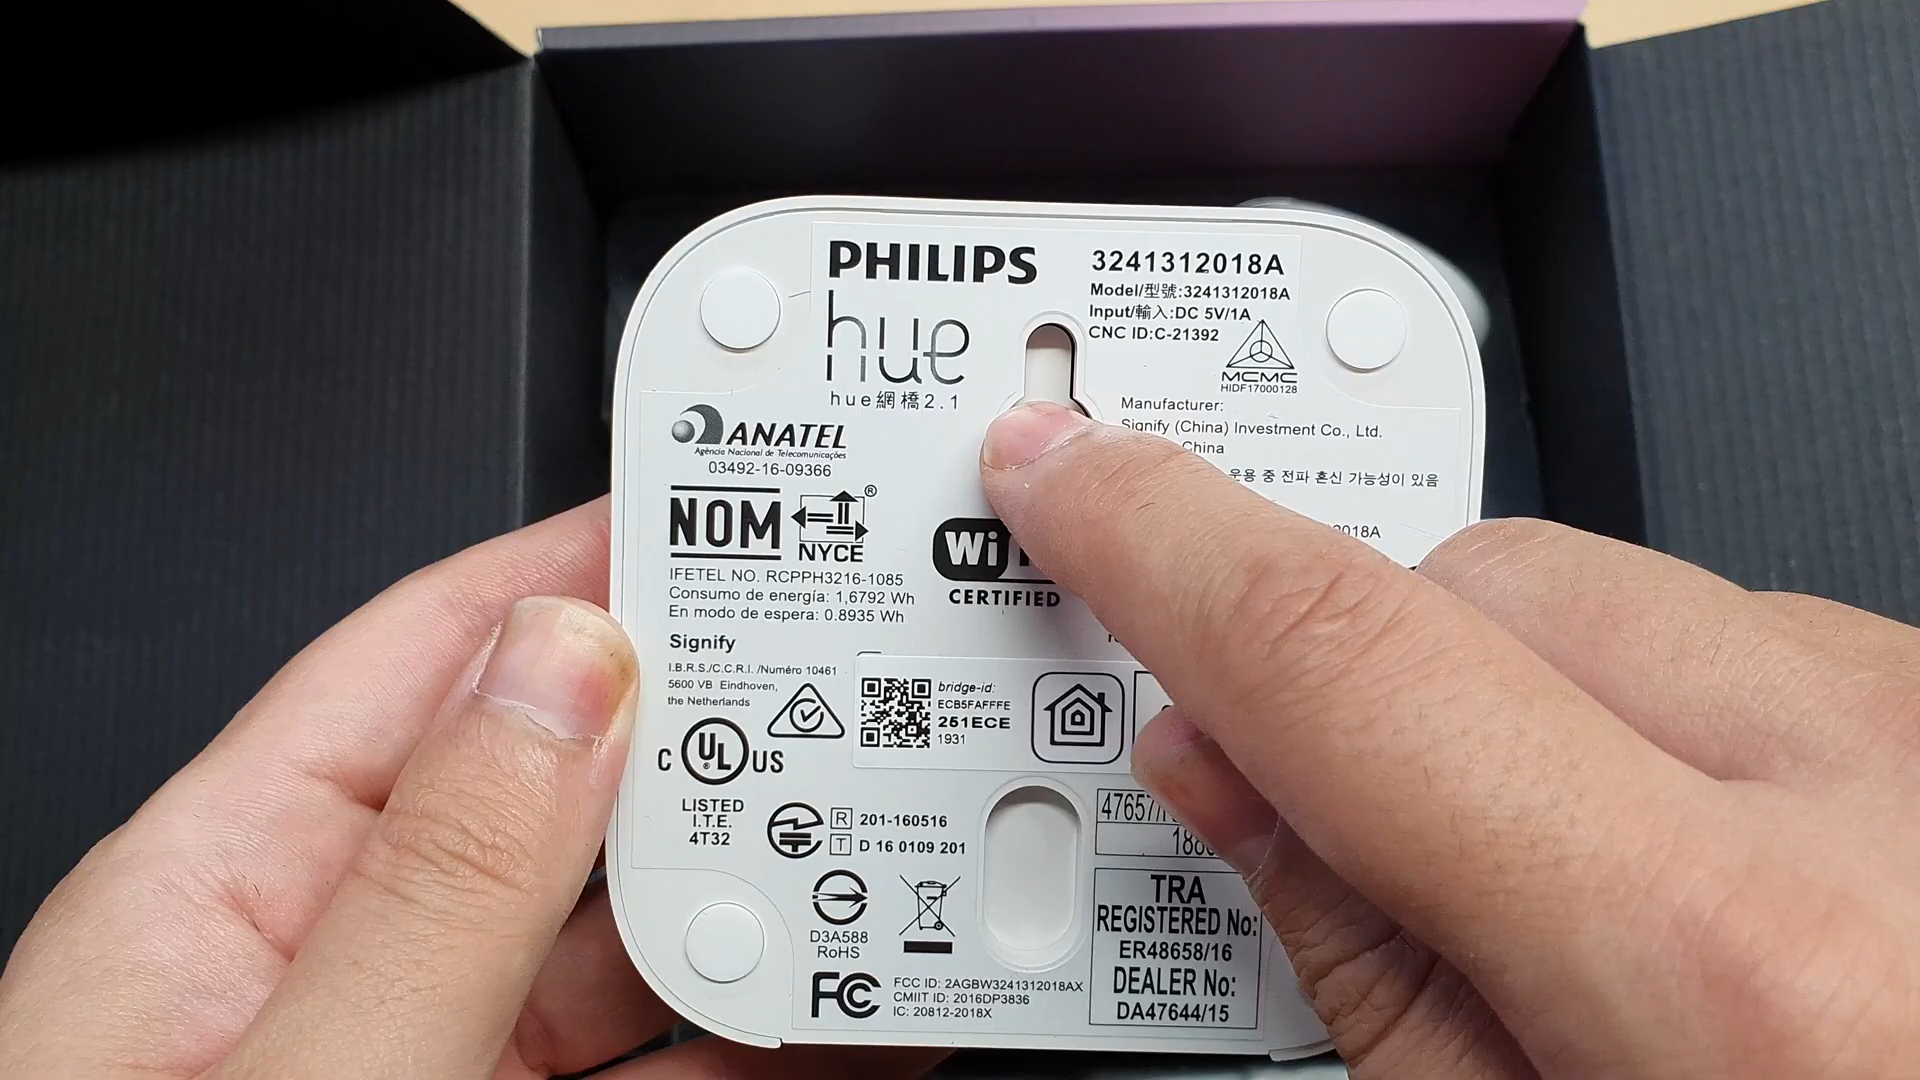 PHILIPS
hue
hue網橋2.1
3241312018A
Model/型號:3241312018A
Input/輸入:DC 5V/1A
CNC ID:C-21392
MCMC
HIDF17000128
Manufacturer:
Signify (China) Investment Co., Ltd.
China
운용 중 전파 혼신 가능성이 있음
018A
ANATEL
Agência Nacional de Telecomunicações
03492-16-09366
NOM
NYCE
®
IFETEL NO. RCPPH3216-1085
Consumo de energía: 1,6792 Wh
En modo de espera: 0.8935 Wh
Wi
CERTIFIED
Signify
I.B.R.S./C.C.R.I. /Numéro 10461
5600 VB Eindhoven,
the Netherlands
bridge-id:
ECB5FAFFFE
251ECE
1931
C UL US
®
LISTED
I.T.E.
4T32
R 201-160516
T D 16 0109 201
D3A588
RoHS
FC
FCC ID: 2AGBW3241312018AX
CMIIT ID: 2016DP3836
IC: 20812-2018X
47657/
188
TRA
REGISTERED No:
ER48658/16
DEALER No:
DA47644/15